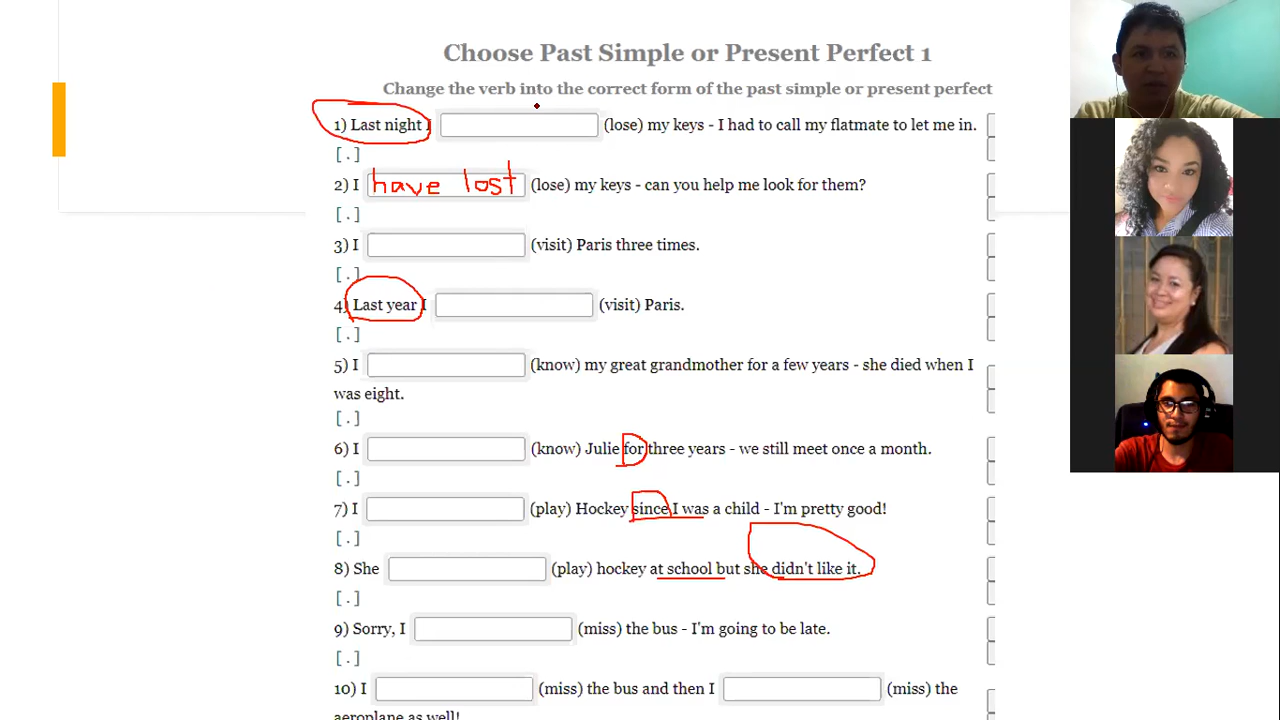 Choose Past Simple or Present Perfect 1
Change the verb into the correct form of the past simple or present perfect
1) Last night I (lose) my keys - I had to call my flatmate to let me in.
[ . ]
2) I have lost (lose) my keys - can you help me look for them?
[ . ]
3) I (visit) Paris three times.
[ . ]
4) Last year I (visit) Paris.
[ . ]
5) I (know) my great grandmother for a few years - she died when I
was eight.
[ . ]
6) I (know) Julie for three years - we still meet once a month.
[ . ]
7) I (play) Hockey since I was a child - I'm pretty good!
[ . ]
8) She (play) hockey at school but she didn't like it.
[ . ]
9) Sorry, I (miss) the bus - I'm going to be late.
[ . ]
10) I (miss) the bus and then I (miss) the
aeroplane as well!